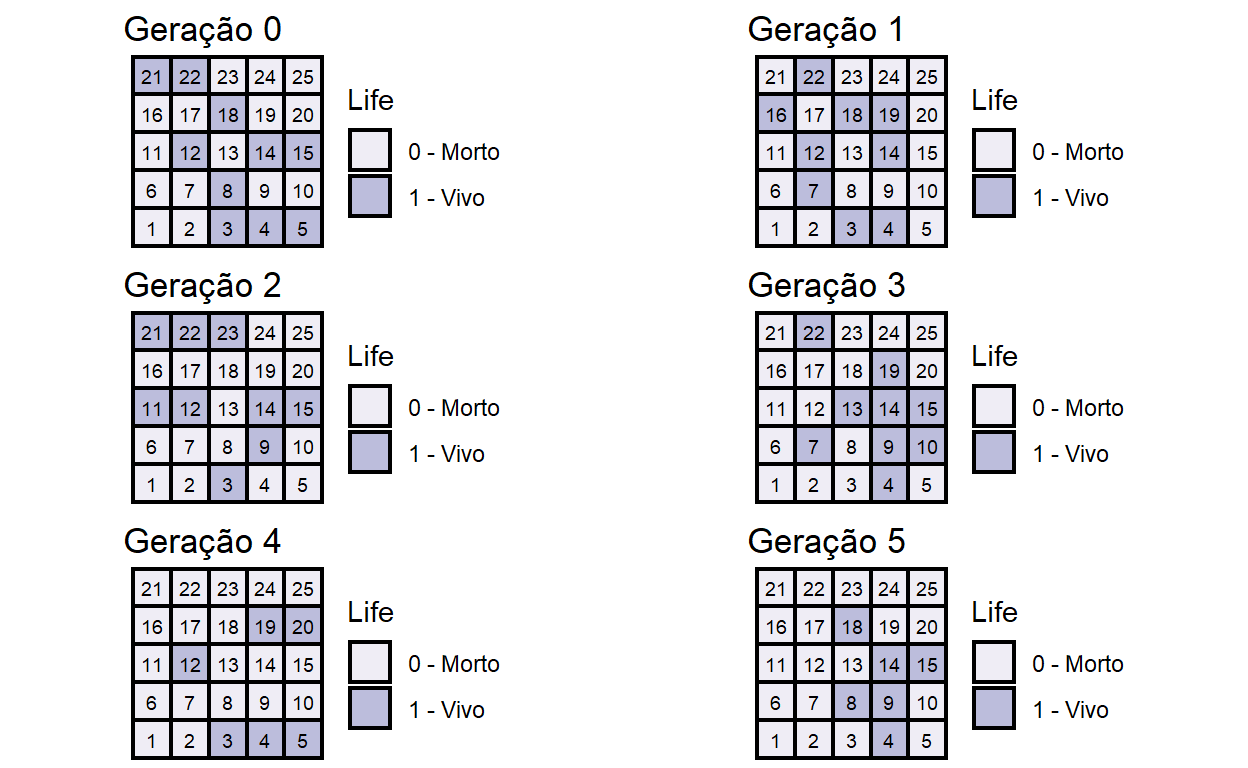 Geração 0
21 22 23 24 25
16 17 18 19 20
11 12 13 14 15
6 7 8 9 10
1 2 3 4 5
Life
0 - Morto
1 - Vivo
Geração 1
21 22 23 24 25
16 17 18 19 20
11 12 13 14 15
6 7 8 9 10
1 2 3 4 5
Life
0 - Morto
1 - Vivo
Geração 2
21 22 23 24 25
16 17 18 19 20
11 12 13 14 15
6 7 8 9 10
1 2 3 4 5
Life
0 - Morto
1 - Vivo
Geração 3
21 22 23 24 25
16 17 18 19 20
11 12 13 14 15
6 7 8 9 10
1 2 3 4 5
Life
0 - Morto
1 - Vivo
Geração 4
21 22 23 24 25
16 17 18 19 20
11 12 13 14 15
6 7 8 9 10
1 2 3 4 5
Life
0 - Morto
1 - Vivo
Geração 5
21 22 23 24 25
16 17 18 19 20
11 12 13 14 15
6 7 8 9 10
1 2 3 4 5
Life
0 - Morto
1 - Vivo